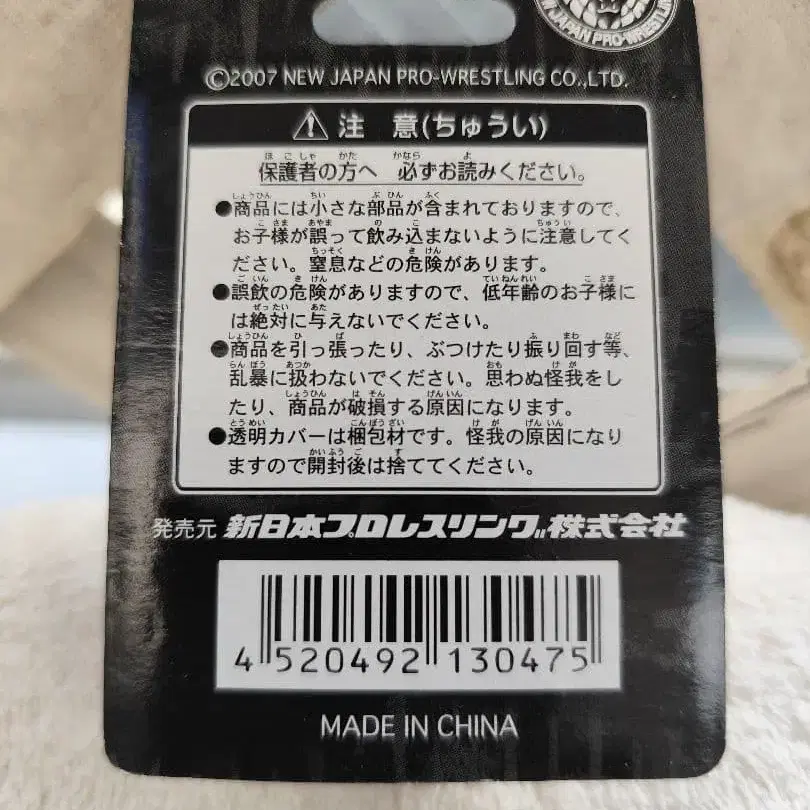 NEW JAPAN PRO-WRESTLING
©2007 NEW JAPAN PRO-WRESTLING CO.,LTD.
⚠注 意(ちゅうい)
保護者の方へ 必ずお読みください。
●商品には小さな部品が含まれておりますので、
お子様が誤って飲み込まないように注意してく
ださい。窒息などの危険があります。
●誤飲の危険がありますので、低年齢のお子様に
は絶対に与えないでください。
●商品を引っ張ったり、ぶつけたり振り回す等、
乱暴に扱わないでください。思わぬ怪我をし
たり、商品が破損する原因になります。
●透明カバーは梱包材です。怪我の原因になり
ますので開封後は捨ててください。
発売元 新日本プロレスリング株式会社
4 520492 130475
MADE IN CHINA